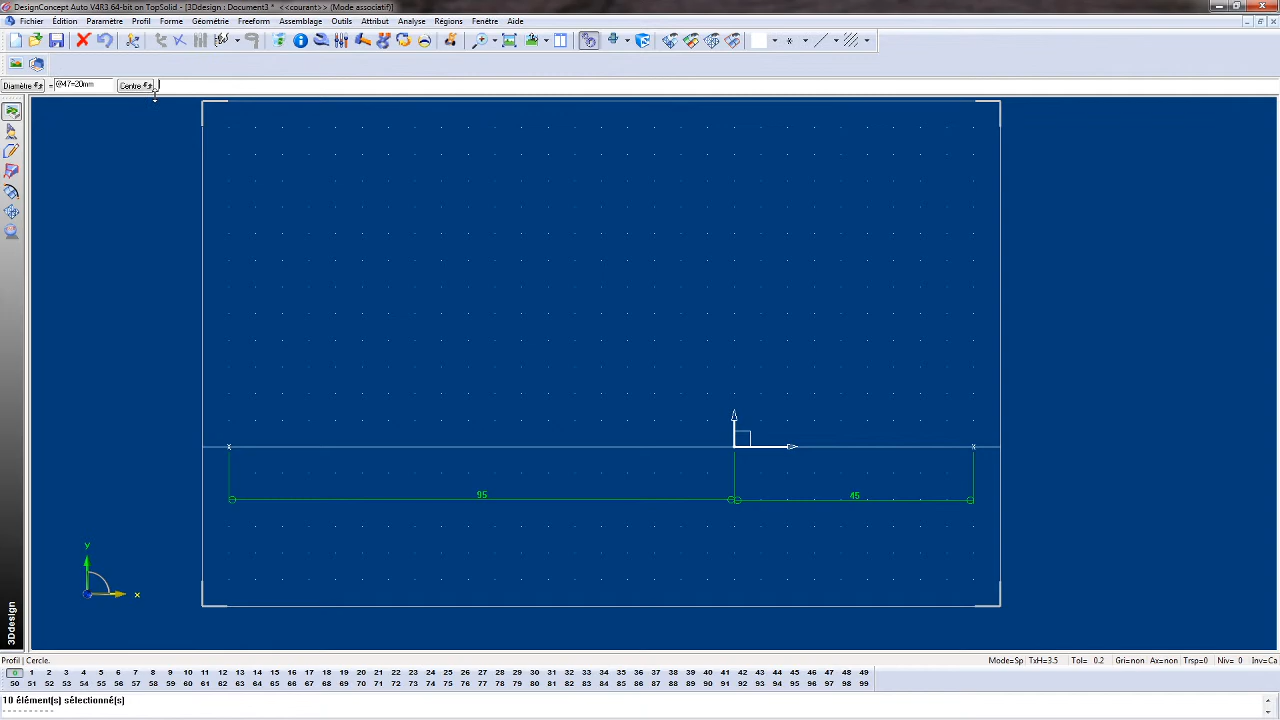 DesignConcept Auto V4R3 64-bit on TopSolid - [3Ddesign : Document3 * <<courant>> (Mode associatif)]
Fichier Édition Paramètre Profil Forme Géométrie Freeform Assemblage Outils Attribut Analyse Régions Fenêtre Aide
Diamètre = @47=20mm Centre
95
45
y
x
3Ddesign
Profil | Cercle. Mode=Sp TxH=3.5 Tol= 0.2 Gri=non Ax=non Trsp=0 Niv= 0 Inv=Ca
0 1 2 3 4 5 6 7 8 9 10 11 12 13 14 15 16 17 18 19 20 21 22 23 24 25 26 27 28 29 30 31 32 33 34 35 36 37 38 39 40 41 42 43 44 45 46 47 48 49
50 51 52 53 54 55 56 57 58 59 60 61 62 63 64 65 66 67 68 69 70 71 72 73 74 75 76 77 78 79 80 81 82 83 84 85 86 87 88 89 90 91 92 93 94 95 96 97 98 99
10 élément(s) sélectionné(s)
----------